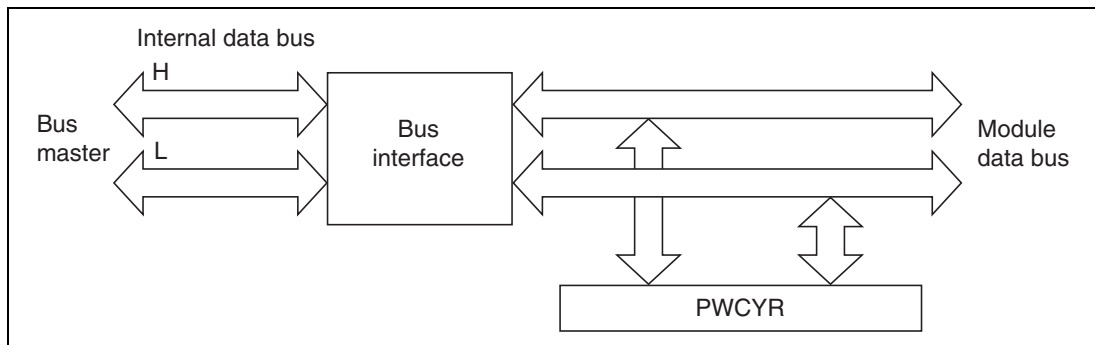 Internal data bus
H
Bus
master
L
Bus
interface
Module
data bus
PWCYR